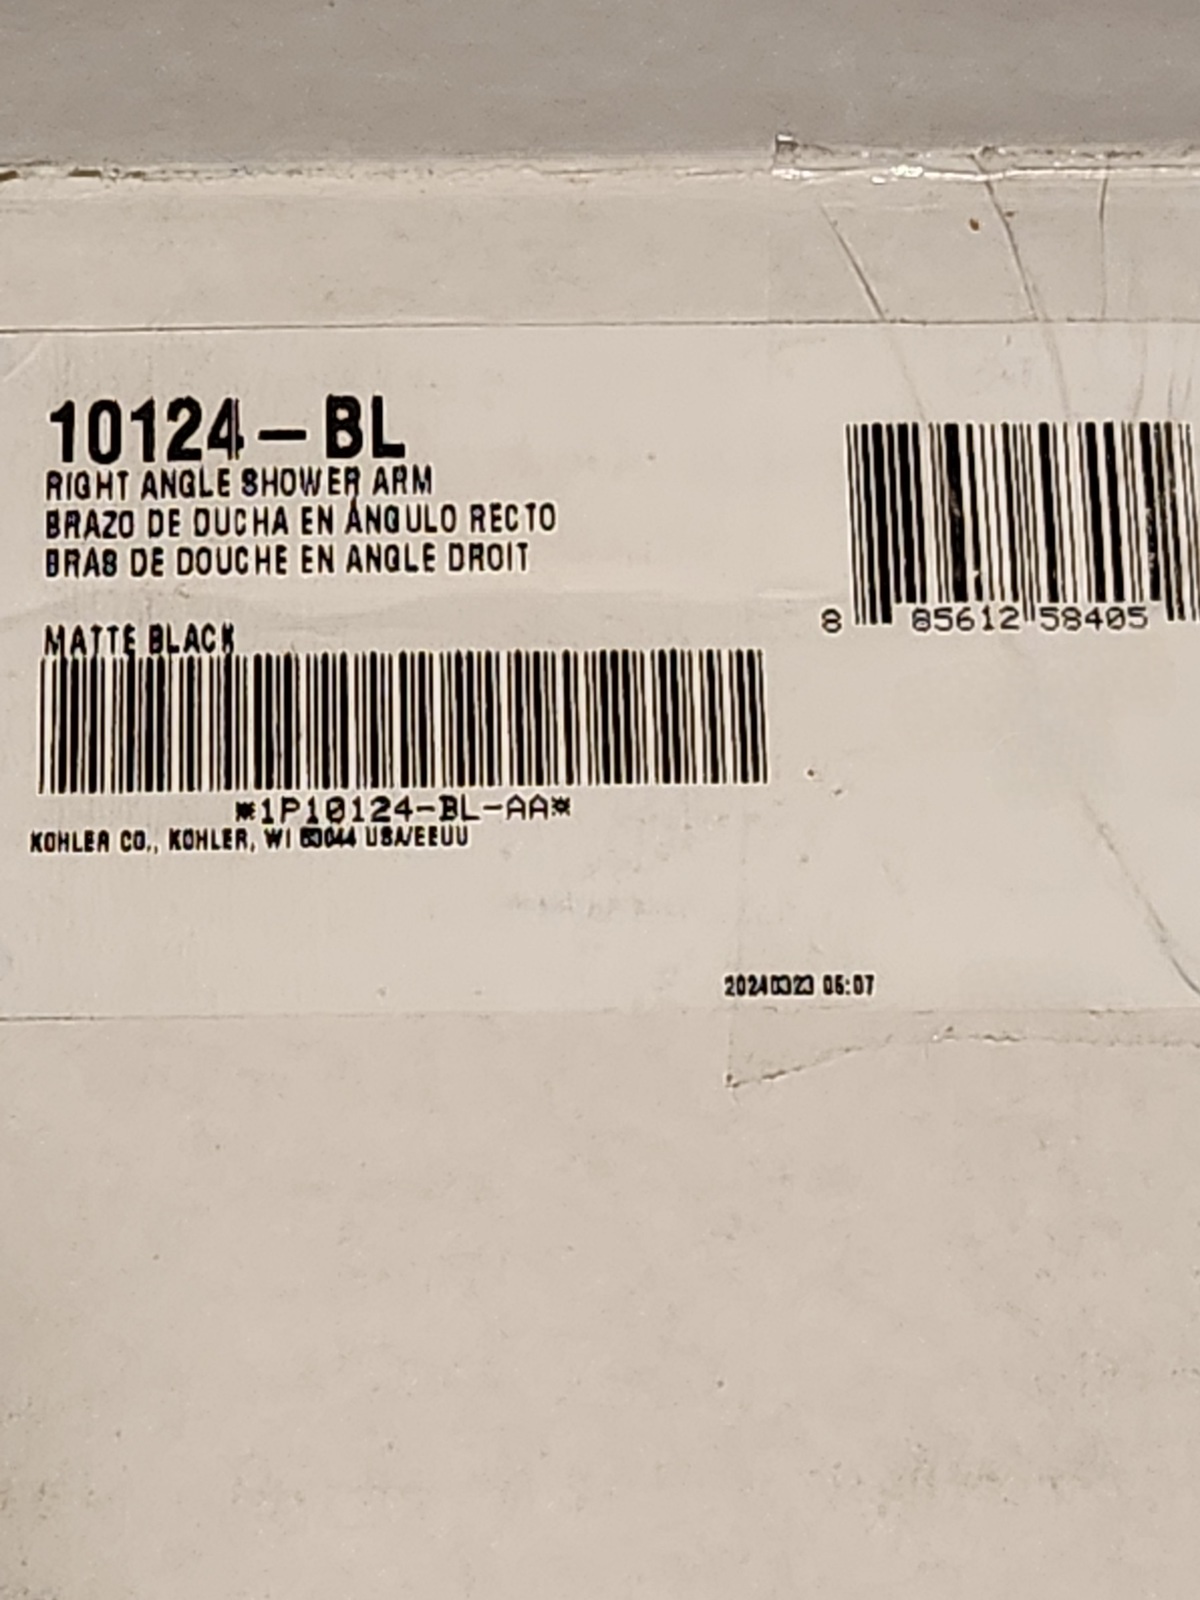 10124-BL
RIGHT ANGLE SHOWER ARM
BRAZO DE DUCHA EN ÁNGULO RECTO
BRAS DE DOUCHE EN ANGLE DROIT
MATTE BLACK
8 85612 58405
*1P10124-BL-AA*
KOHLER CO., KOHLER, WI 53044 USA/EEUU
20240323 05:07